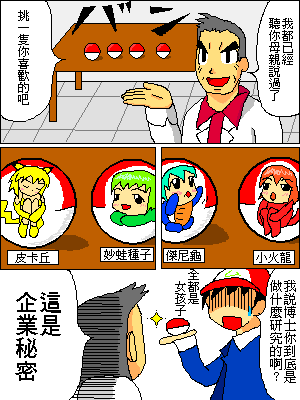 バン
我都已經
聽你母親說過了
挑一隻你喜歡的吧
皮卡丘
妙蛙種子
傑尼龜
小火龍
我說博士你到底是
做什麼研究的啊?
全都是
女孩子
這是
企業秘密